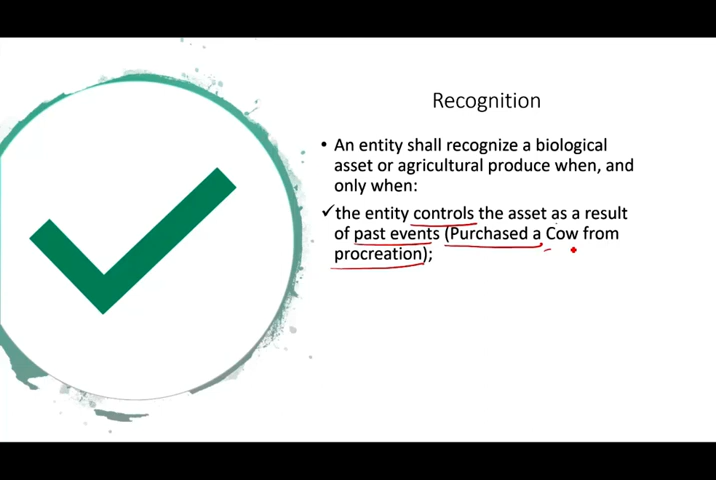 Recognition
• An entity shall recognize a biological
asset or agricultural produce when, and
only when:
✓the entity controls the asset as a result
of past events (Purchased a Cow from
procreation);